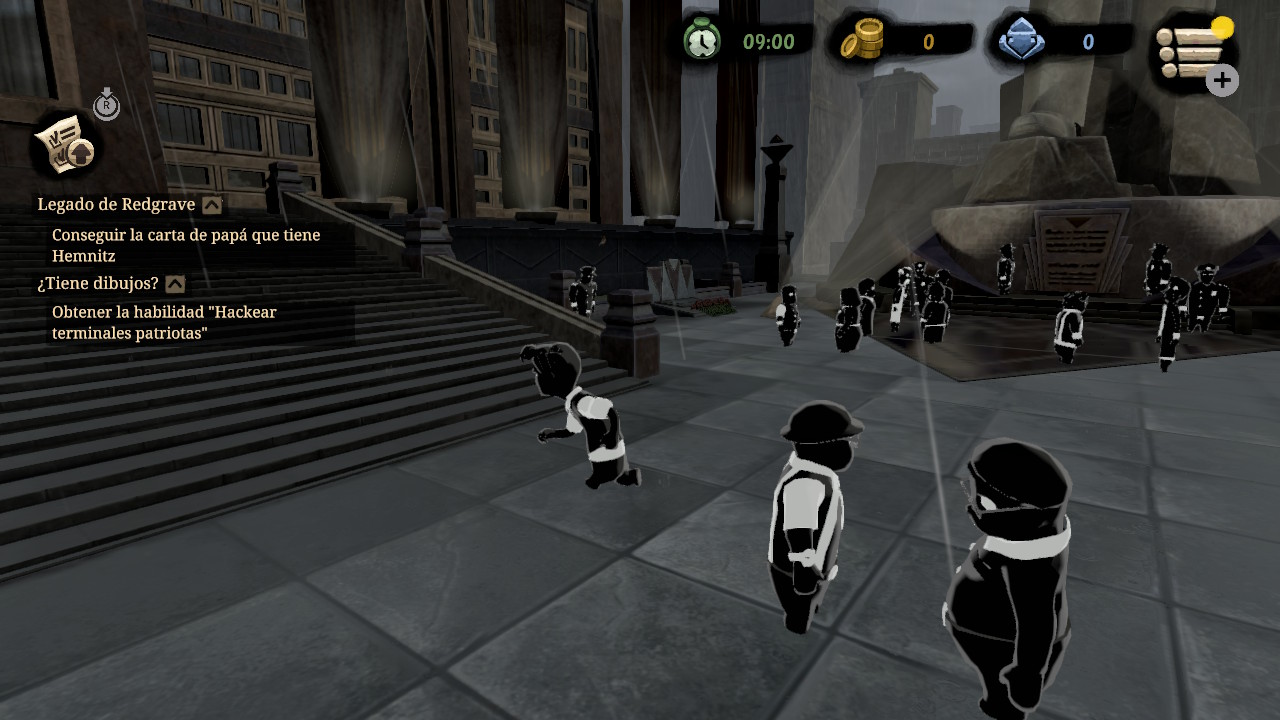 09:00
0
0
R
Legado de Redgrave
Conseguir la carta de papá que tiene
Hemnitz
¿Tiene dibujos?
Obtener la habilidad "Hackear
terminales patriotas"